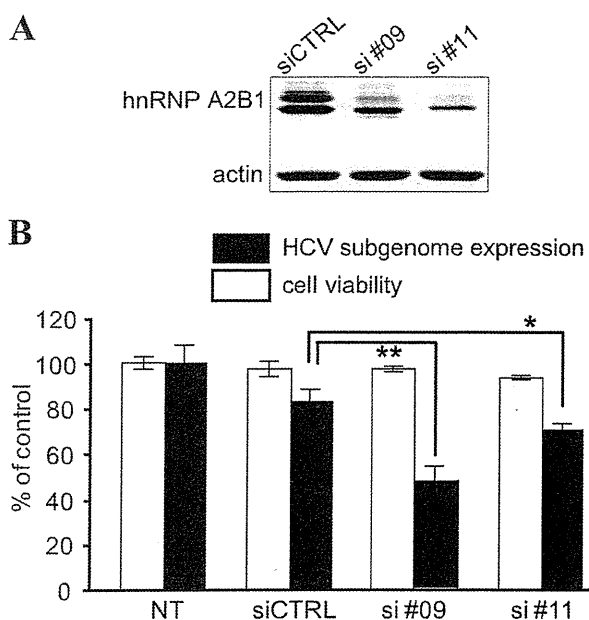 A
siCTRL
si #09
si #11
hnRNP A2B1
actin
B
HCV subgenome expression
cell viability
% of control
120
100
80
60
40
20
0
*
**
NT
siCTRL
si #09
si #11